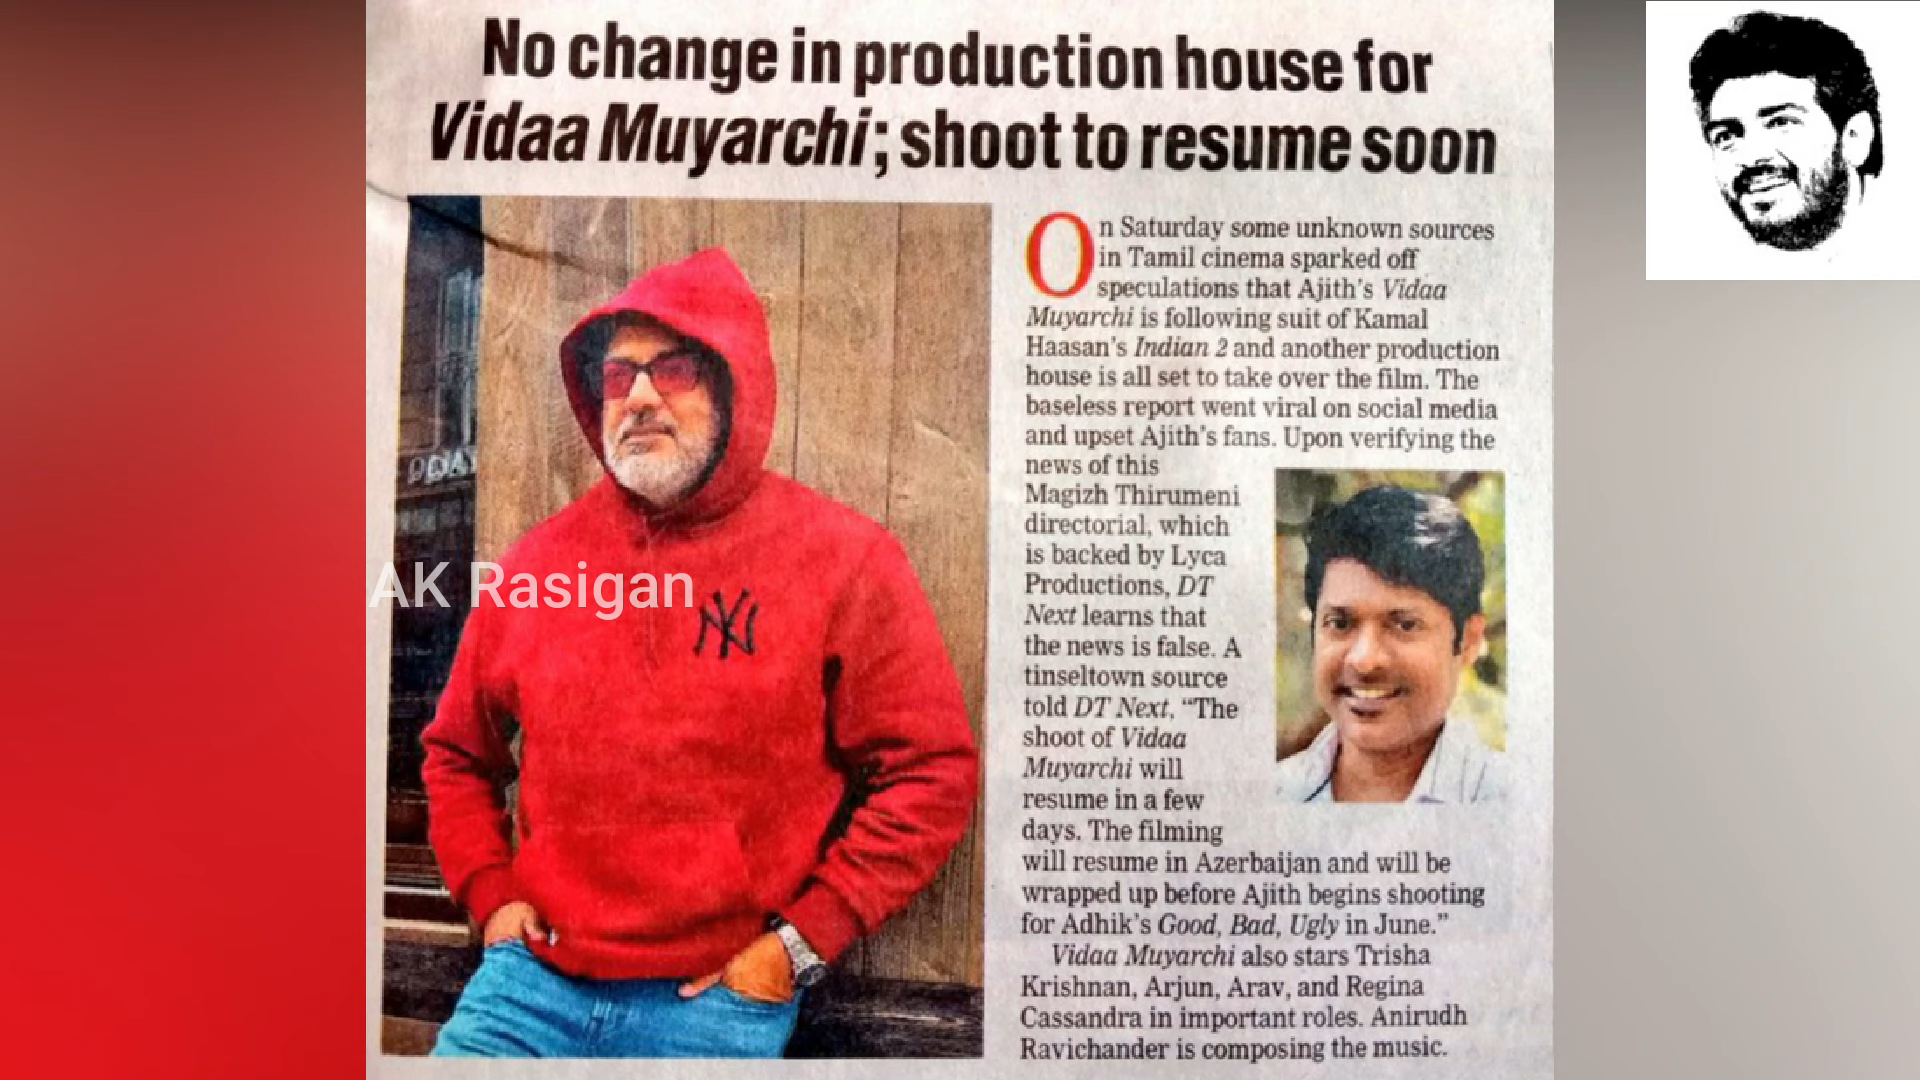 No change in production house for
Vidaa Muyarchi; shoot to resume soon
On Saturday some unknown sources
in Tamil cinema sparked off
speculations that Ajith's Vidaa
Muyarchi is following suit of Kamal
Haasan's Indian 2 and another production
house is all set to take over the film. The
baseless report went viral on social media
and upset Ajith's fans. Upon verifying the
news of this
Magizh Thirumeni
directorial, which
is backed by Lyca
Productions, DT
Next learns that
the news is false. A
tinseltown source
told DT Next, “The
shoot of Vidaa
Muyarchi will
resume in a few
days. The filming
will resume in Azerbaijan and will be
wrapped up before Ajith begins shooting
for Adhik's Good, Bad, Ugly in June.”
Vidaa Muyarchi also stars Trisha
Krishnan, Arjun, Arav, and Regina
Cassandra in important roles. Anirudh
Ravichander is composing the music.
AK Rasigan
NY